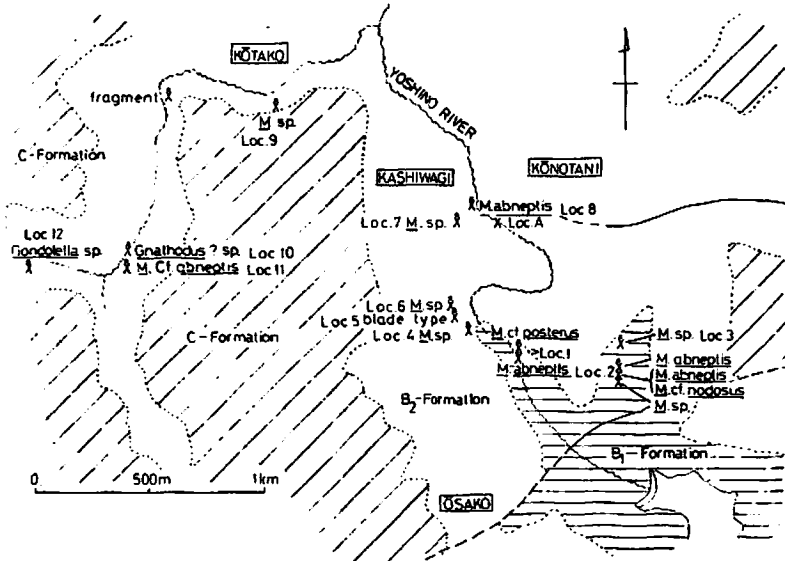 KŌTAKO
YOSHINO RIVER
fragment
M. sp.
Loc.9
C-Formation
KASHIWAGI
KŌNOTANI
M.abneptis Loc 8
Loc.7 M. sp.
Loc.A
Loc.12
Gondolella sp.
Gnathodus ? sp. Loc 10
M. Cf. abneptis Loc 11
Loc.6 M.sp
Loc 5 blade type
Loc 4 M.sp.
M.cf posterus
Loc.1
M.abneptis
C-Formation
M.sp. Loc 3
M.abneptis
Loc.2
M.abneptis
M.cf.nodosus
M.sp.
B2-Formation
B1-Formation
0 500m 1km
ŌSAKO